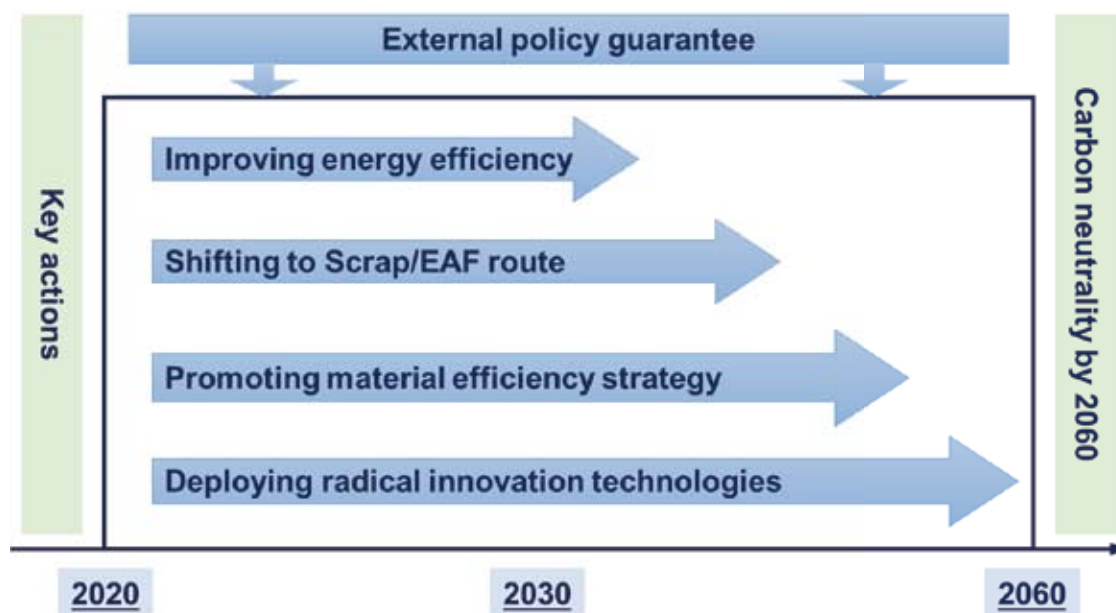 External policy guarantee
Key actions
Improving energy efficiency
Shifting to Scrap/EAF route
Promoting material efficiency strategy
Deploying radical innovation technologies
Carbon neutrality by 2060
2020
2030
2060